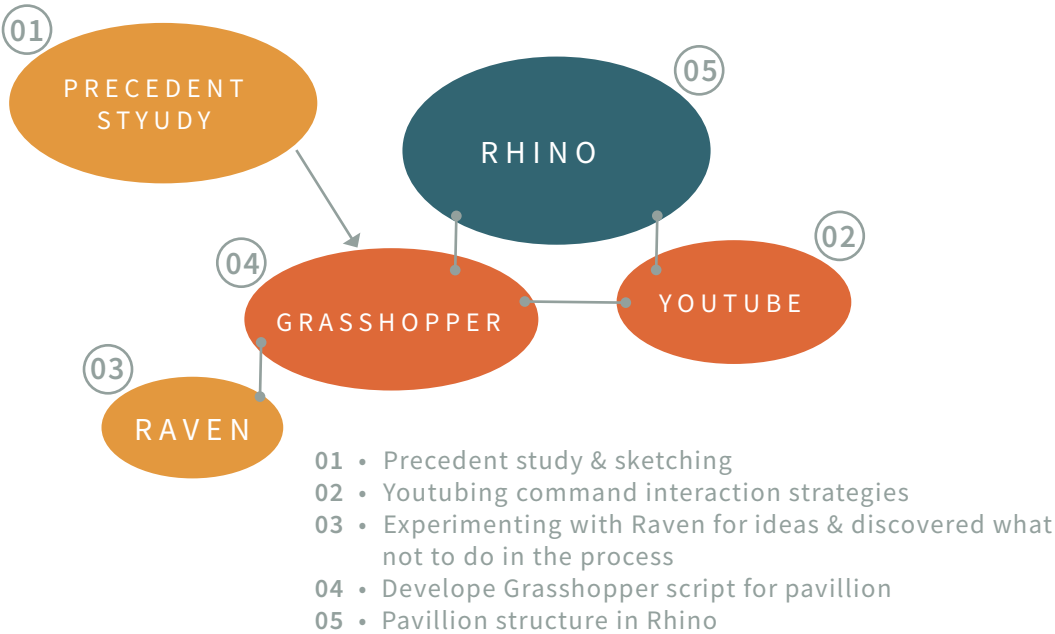 01
PRECEDENT
STYUDY
05
RHINO
02
YOUTUBE
04
GRASSHOPPER
03
RAVEN
01 • Precedent study & sketching
02 • Youtubing command interaction strategies
03 • Experimenting with Raven for ideas & discovered what
not to do in the process
04 • Develope Grasshopper script for pavillion
05 • Pavillion structure in Rhino